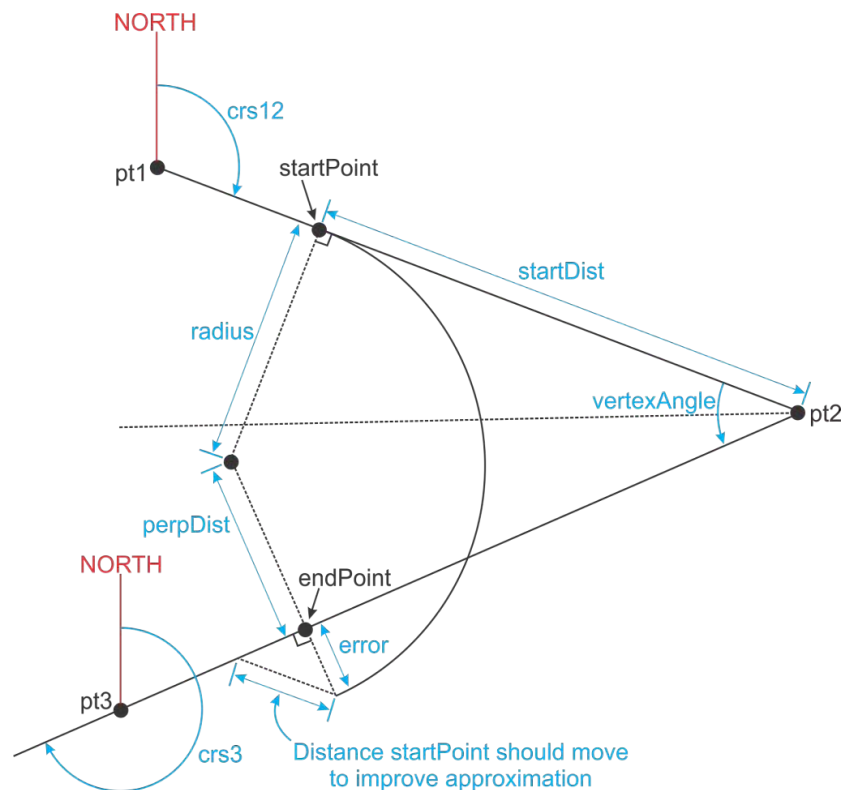 NORTH
crs12
pt1
startPoint
startDist
radius
vertexAngle
pt2
perpDist
NORTH
endPoint
error
pt3
crs3
Distance startPoint should move
to improve approximation